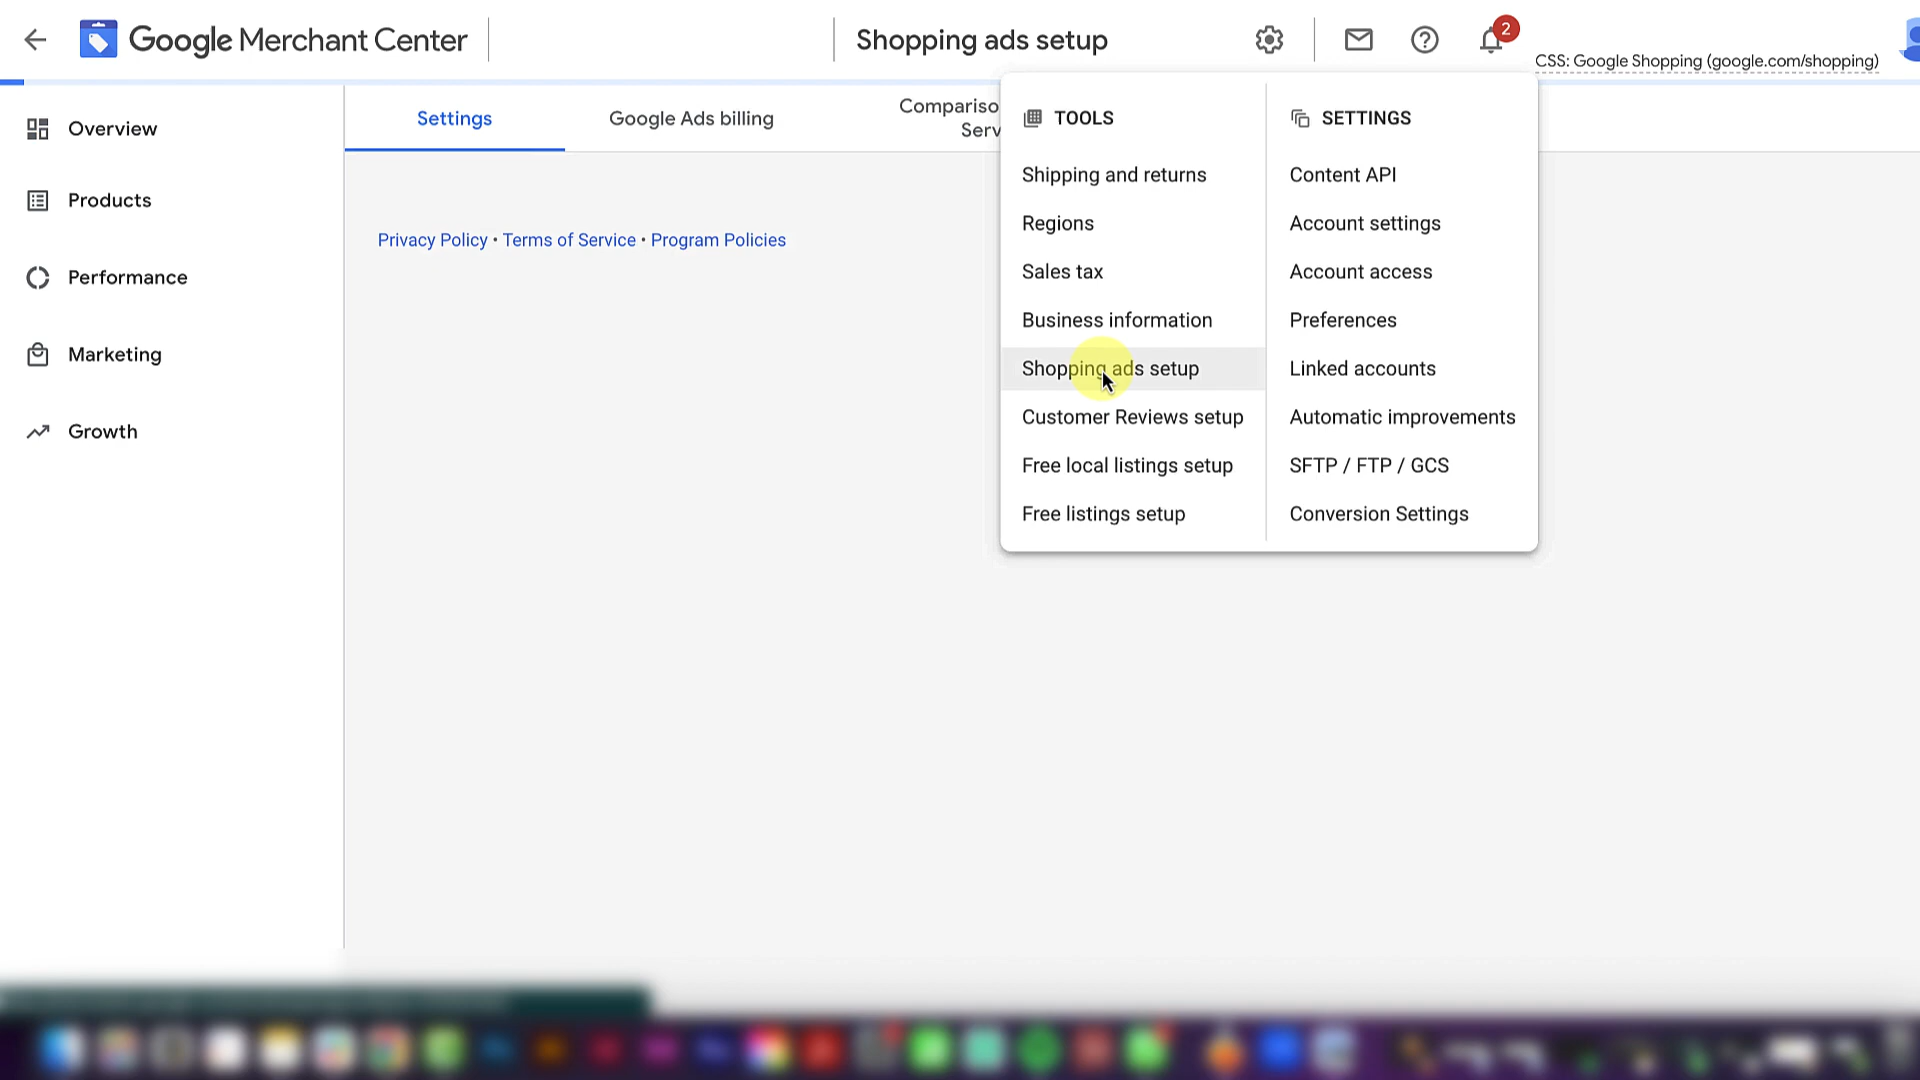 Google Merchant Center
Shopping ads setup
2
CSS: Google Shopping (google.com/shopping)
Overview
Products
Performance
Marketing
Growth
Settings
Google Ads billing
Compariso
Serv
Privacy Policy • Terms of Service • Program Policies
TOOLS
Shipping and returns
Regions
Sales tax
Business information
Shopping ads setup
Customer Reviews setup
Free local listings setup
Free listings setup
SETTINGS
Content API
Account settings
Account access
Preferences
Linked accounts
Automatic improvements
SFTP / FTP / GCS
Conversion Settings